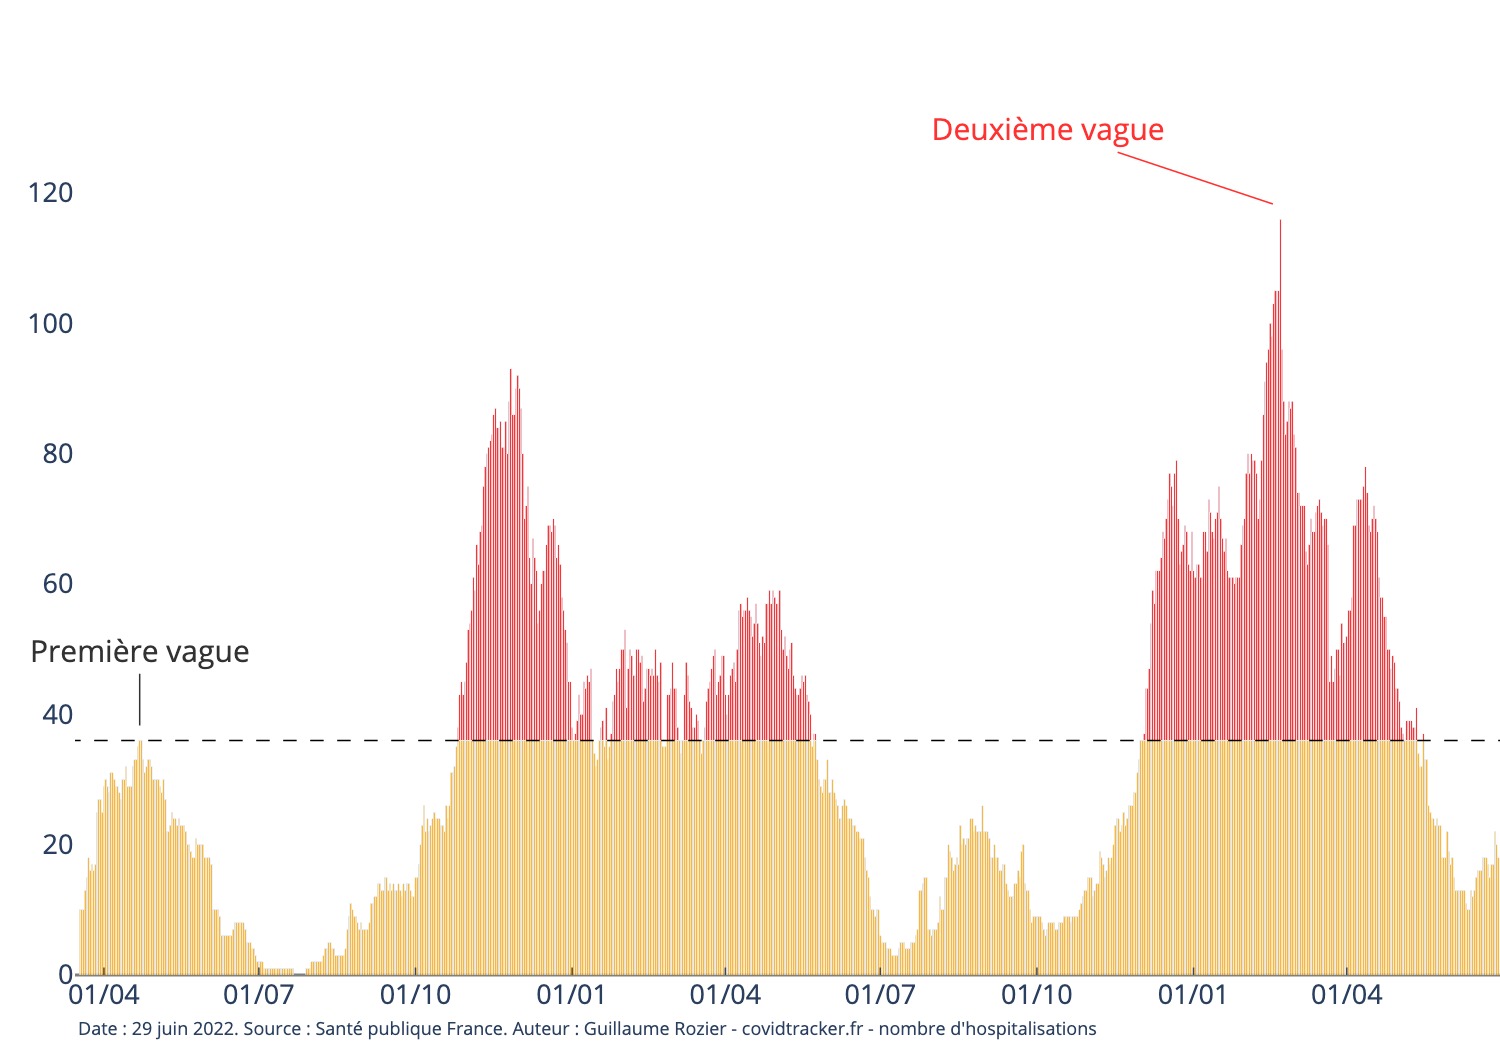 Deuxième vague
120
100
80
60
Première vague
40
20
0
01/04 01/07 01/10 01/01 01/04 01/07 01/10 01/01 01/04
Date : 29 juin 2022. Source : Santé publique France. Auteur : Guillaume Rozier - covidtracker.fr - nombre d'hospitalisations